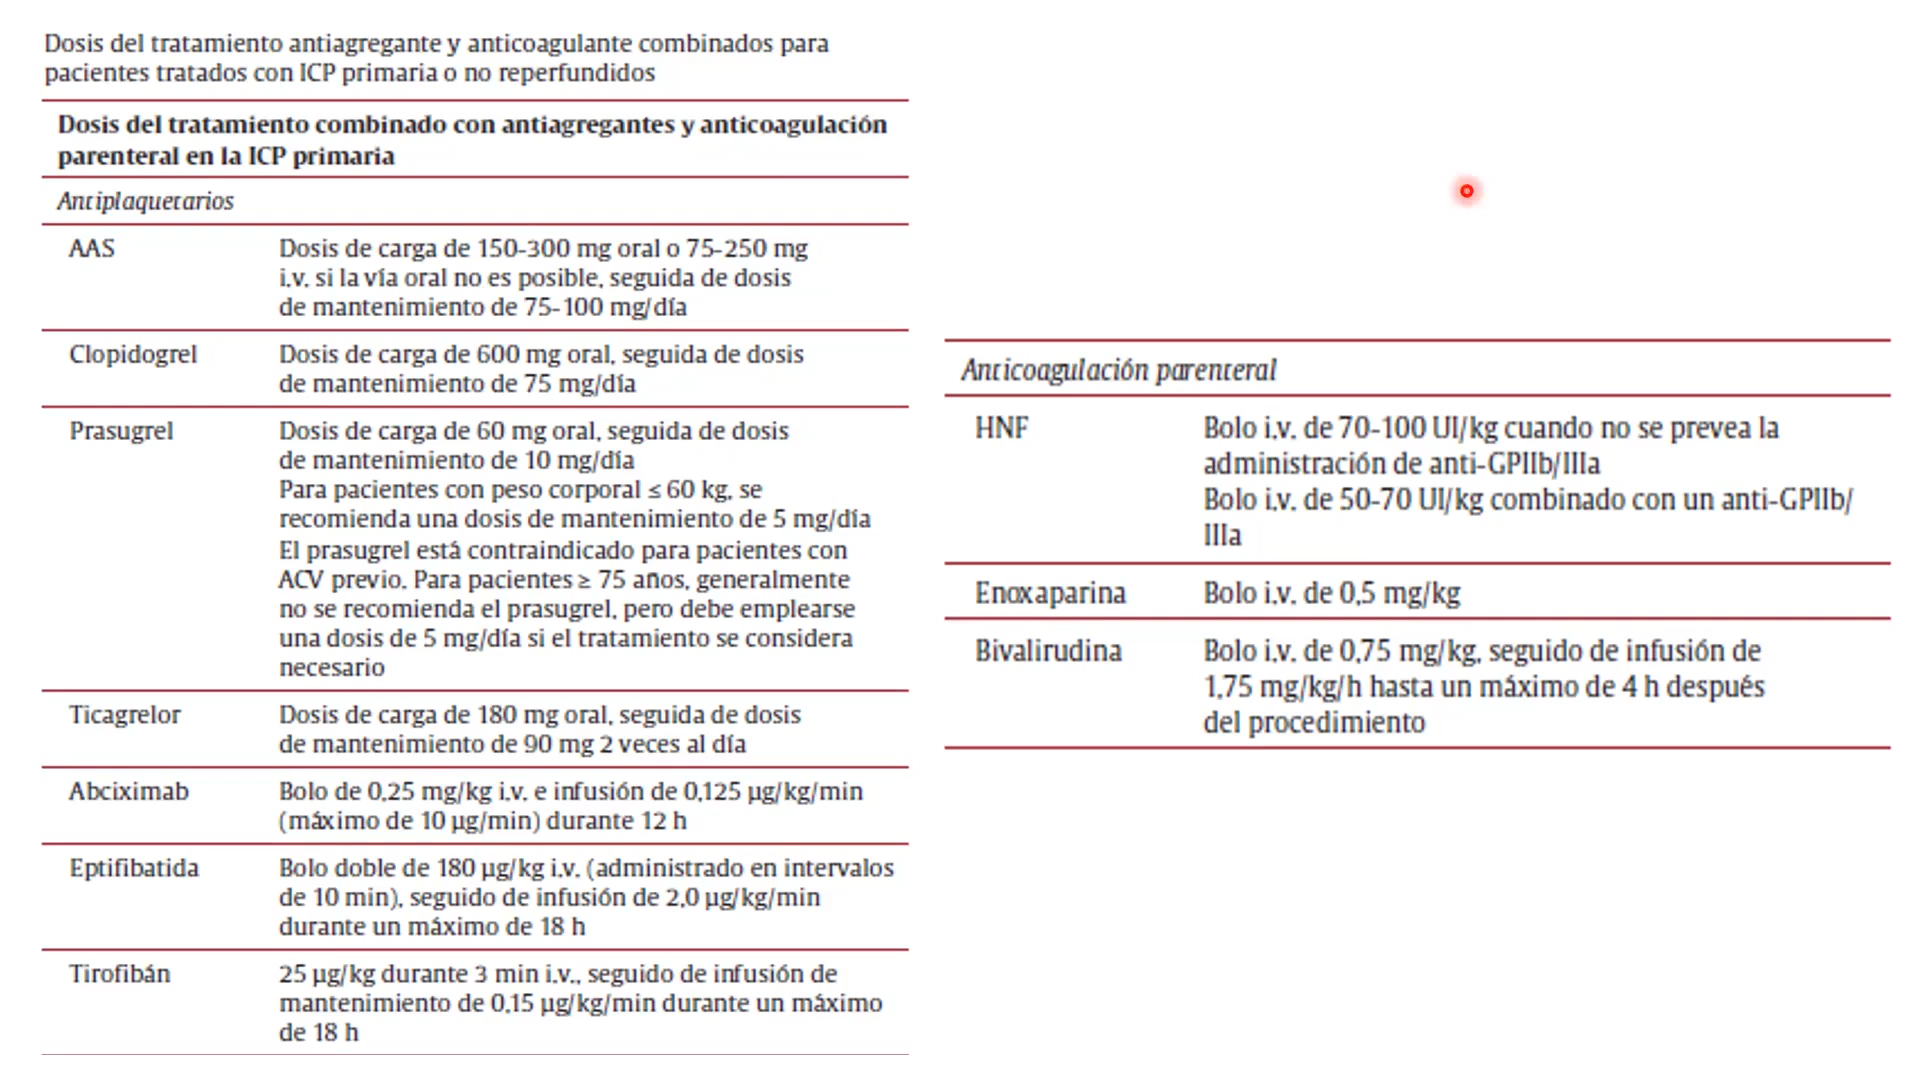 Dosis del tratamiento antiagregante y anticoagulante combinados para
pacientes tratados con ICP primaria o no reperfundidos
Dosis del tratamiento combinado con antiagregantes y anticoagulación
parenteral en la ICP primaria
Antiplaquetarios
AAS
Dosis de carga de 150-300 mg oral o 75-250 mg
i.v. si la vía oral no es posible, seguida de dosis
de mantenimiento de 75-100 mg/día
Clopidogrel
Dosis de carga de 600 mg oral, seguida de dosis
de mantenimiento de 75 mg/día
Prasugrel
Dosis de carga de 60 mg oral, seguida de dosis
de mantenimiento de 10 mg/día
Para pacientes con peso corporal ≤ 60 kg, se
recomienda una dosis de mantenimiento de 5 mg/día
El prasugrel está contraindicado para pacientes con
ACV previo. Para pacientes ≥ 75 años, generalmente
no se recomienda el prasugrel, pero debe emplearse
una dosis de 5 mg/día si el tratamiento se considera
necesario
Ticagrelor
Dosis de carga de 180 mg oral, seguida de dosis
de mantenimiento de 90 mg 2 veces al día
Abciximab
Bolo de 0,25 mg/kg i.v. e infusión de 0,125 µg/kg/min
(máximo de 10 µg/min) durante 12 h
Eptifibatida
Bolo doble de 180 µg/kg i.v. (administrado en intervalos
de 10 min), seguido de infusión de 2,0 µg/kg/min
durante un máximo de 18 h
Tirofibán
25 µg/kg durante 3 min i.v., seguido de infusión de
mantenimiento de 0,15 µg/kg/min durante un máximo
de 18 h
Anticoagulación parenteral
HNF
Bolo i.v. de 70-100 UI/kg cuando no se prevea la
administración de anti-GPIIb/IIIa
Bolo i.v. de 50-70 UI/kg combinado con un anti-GPIIb/
IIIa
Enoxaparina
Bolo i.v. de 0,5 mg/kg
Bivalirudina
Bolo i.v. de 0,75 mg/kg, seguido de infusión de
1,75 mg/kg/h hasta un máximo de 4 h después
del procedimiento